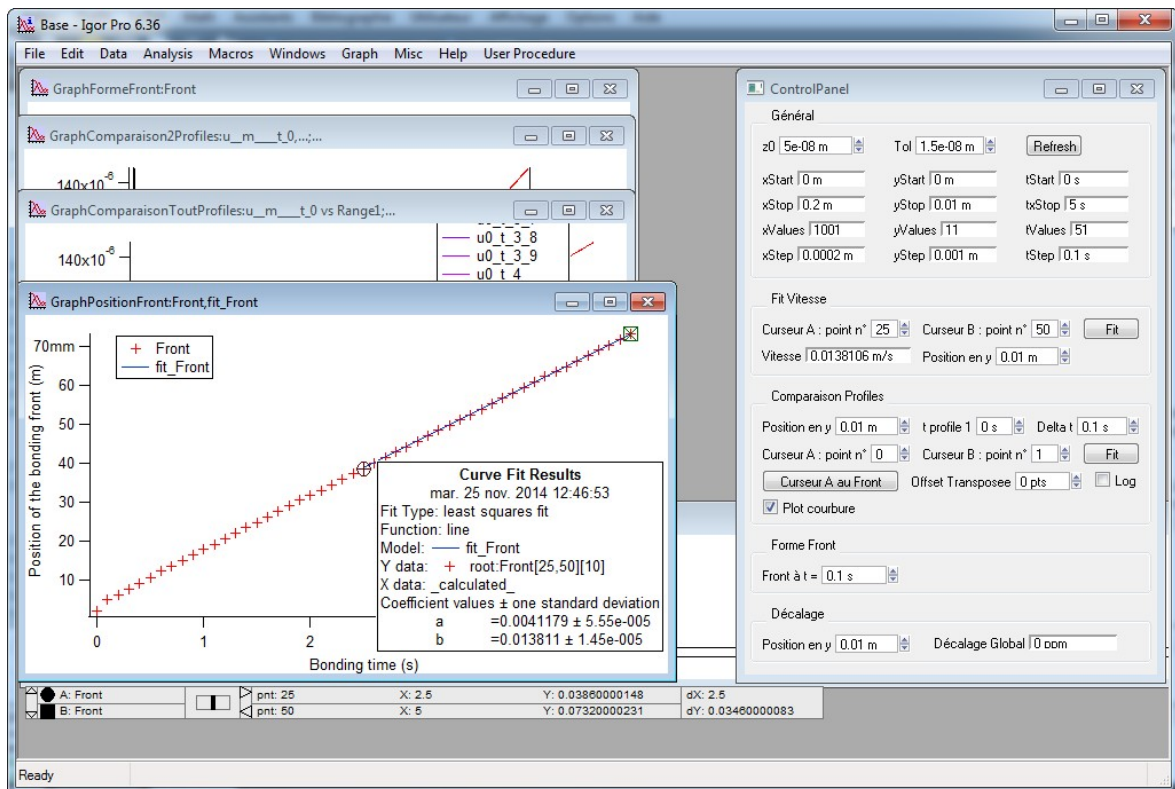 Base - Igor Pro 6.36
File Edit Data Analysis Macros Windows Graph Misc Help User Procedure
GraphFormeFront:Front
GraphComparaison2Profiles:u__m___t_0,...;...
140x10-6
GraphComparaisonToutProfiles:u__m___t_0 vs Range1;...
140x10-6
u0_t_3_8
u0_t_3_9
u0_t_4
GraphPositionFront:Front,fit_Front
70mm
60
50
40
30
20
10
Position of the bonding front (m)
Front
fit_Front
Curve Fit Results
mar. 25 nov. 2014 12:46:53
Fit Type: least squares fit
Function: line
Model: fit_Front
Y data: + root:Front[25,50][10]
X data: _calculated_
Coefficient values ± one standard deviation
a =0.0041179 ± 5.55e-005
b =0.013811 ± 1.45e-005
0 1 2
Bonding time (s)
A: Front pnt: 25 X: 2.5 Y: 0.03860000148 dX: 2.5
B: Front pnt: 50 X: 5 Y: 0.07320000231 dY: 0.03460000083
Ready
ControlPanel
Général
z0 5e-08 m Tol 1.5e-08 m Refresh
xStart 0 m yStart 0 m tStart 0 s
xStop 0.2 m yStop 0.01 m txStop 5 s
xValues 1001 yValues 11 tValues 51
xStep 0.0002 m yStep 0.001 m tStep 0.1 s
Fit Vitesse
Curseur A : point n° 25 Curseur B : point n° 50 Fit
Vitesse 0.0138106 m/s Position en y 0.01 m
Comparaison Profiles
Position en y 0.01 m t profile 1 0 s Delta t 0.1 s
Curseur A : point n° 0 Curseur B : point n° 1 Fit
Curseur A au Front Offset Transposee 0 pts Log
Plot courbure
Forme Front
Front à t = 0.1 s
Décalage
Position en y 0.01 m Décalage Global 0 ppm